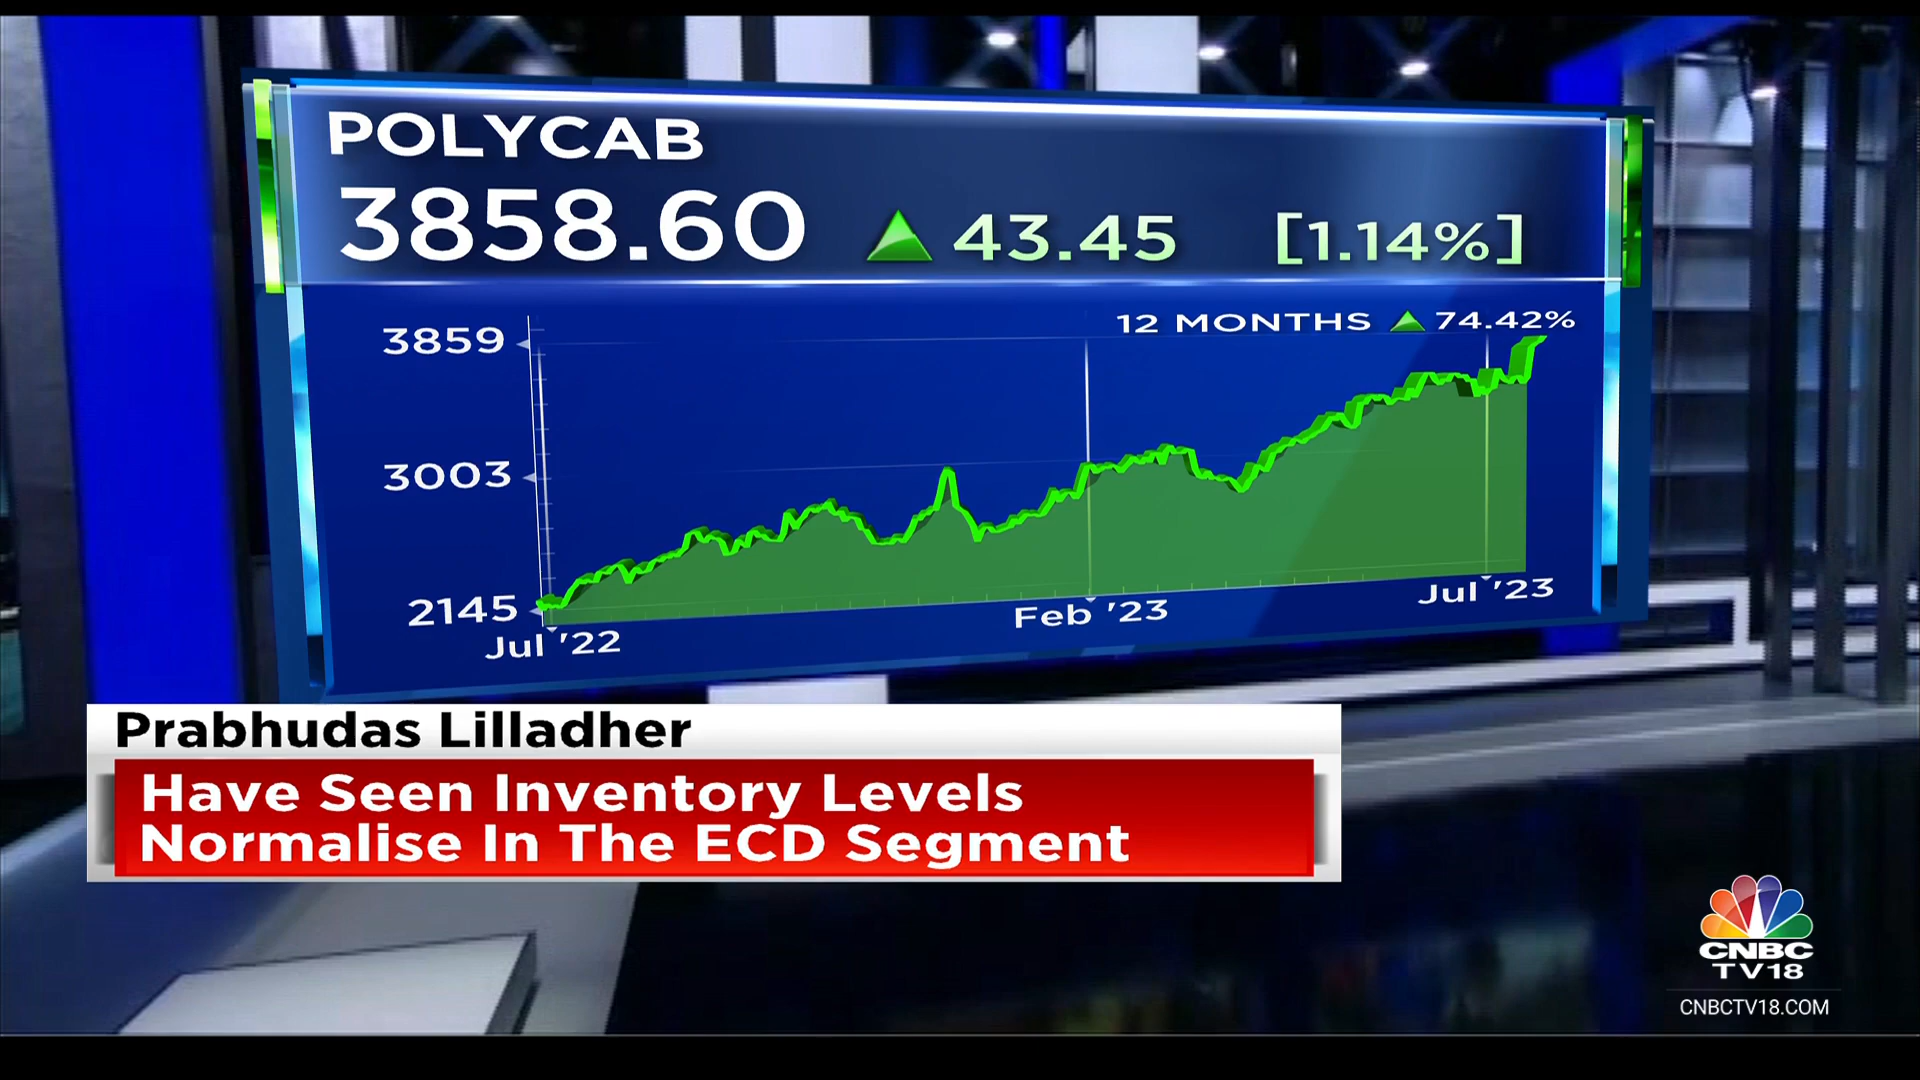 POLYCAB
3858.60 ▲ 43.45 [1.14%]
12 MONTHS ▲ 74.42%
3859
3003
2145
Jul '22
Feb '23
Jul '23
Prabhudas Lilladher
Have Seen Inventory Levels
Normalise In The ECD Segment
CNBC
TV18
CNBCTV18.COM